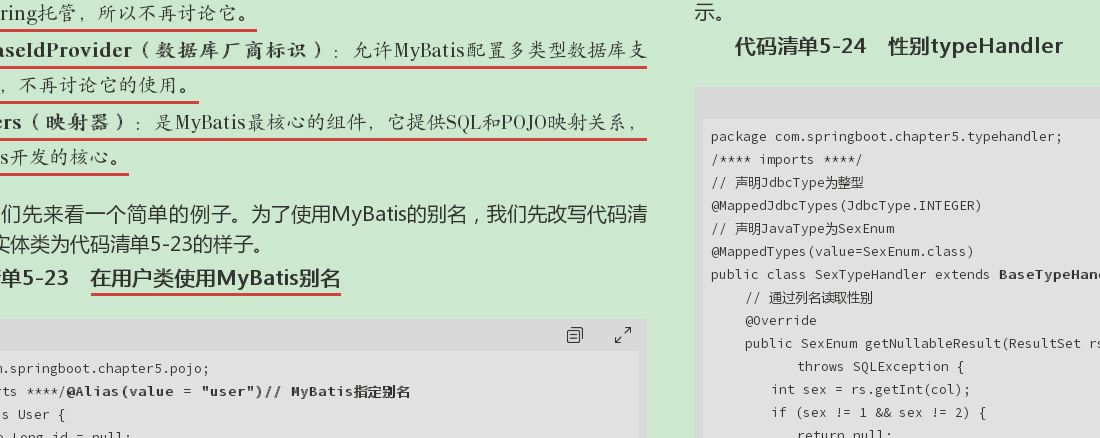 ring托管，所以不再讨论它。
aseIdProvider（数据库厂商标识）：允许MyBatis配置多类型数据库支
，不再讨论它的使用。
ers（映射器）：是MyBatis最核心的组件，它提供SQL和POJO映射关系，
s开发的核心。
们先来看一个简单的例子。为了使用MyBatis的别名，我们先改写代码清
实体类为代码清单5-23的样子。
单5-23　在用户类使用MyBatis别名
m.springboot.chapter5.pojo;
rts ****/@Alias(value = "user")// MyBatis指定别名
s User {
e Long id = null;
示。
代码清单5-24　性别typeHandler
package com.springboot.chapter5.typehandler;
/**** imports ****/
// 声明JdbcType为整型
@MappedJdbcTypes(JdbcType.INTEGER)
// 声明JavaType为SexEnum
@MappedTypes(value=SexEnum.class)
public class SexTypeHandler extends BaseTypeHan
// 通过列名读取性别
@Override
public SexEnum getNullableResult(ResultSet rs
throws SQLException {
int sex = rs.getInt(col);
if (sex != 1 && sex != 2) {
return null;